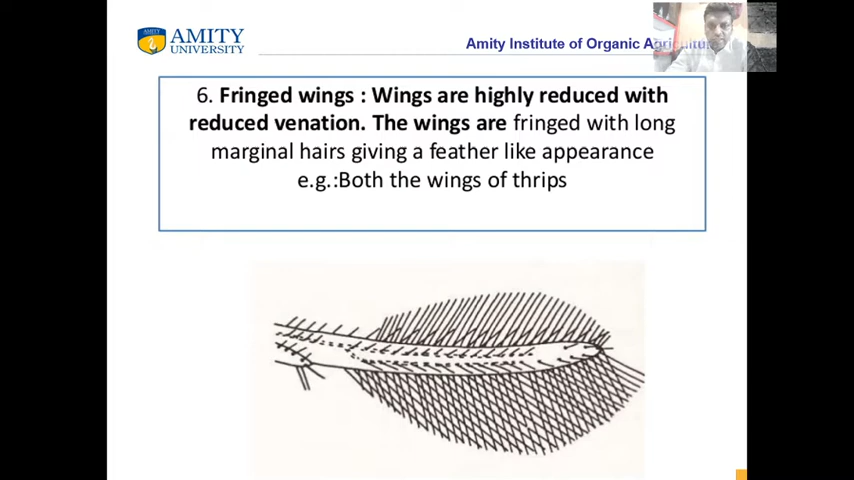 AMITY
UNIVERSITY
Amity Institute of Organic Agricultur
6. Fringed wings : Wings are highly reduced with
reduced venation. The wings are fringed with long
marginal hairs giving a feather like appearance
e.g.:Both the wings of thrips